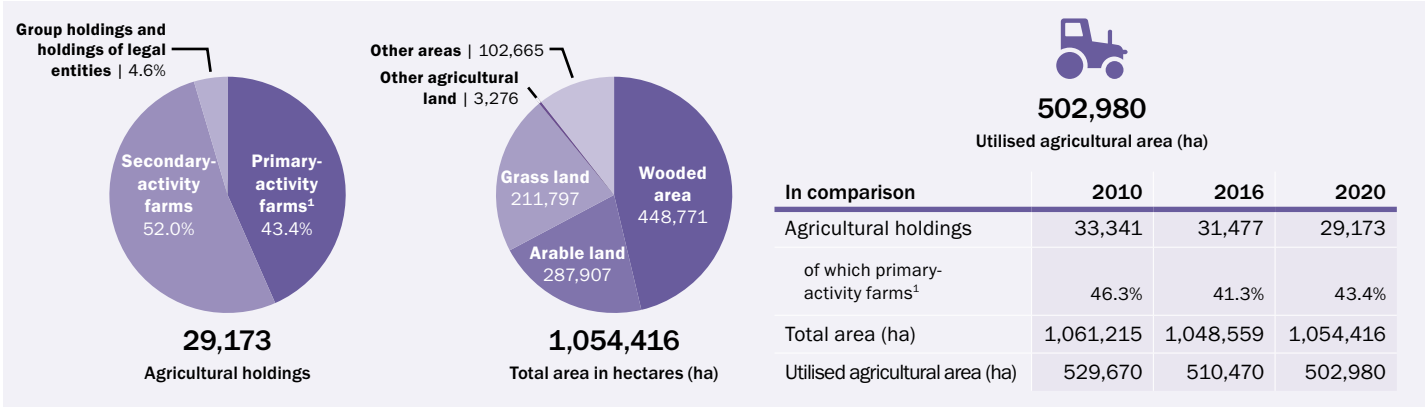 Group holdings and
holdings of legal
entities | 4.6%
Secondary-
activity
farms
52.0%
Primary-
activity
farms¹
43.4%
29,173
Agricultural holdings
Other areas | 102,665
Other agricultural
land | 3,276
Grass land
211,797
Wooded
area
448,771
Arable land
287,907
1,054,416
Total area in hectares (ha)
502,980
Utilised agricultural area (ha)
In comparison 2010 2016 2020
Agricultural holdings 33,341 31,477 29,173
of which primary-
activity farms¹ 46.3% 41.3% 43.4%
Total area (ha) 1,061,215 1,048,559 1,054,416
Utilised agricultural area (ha) 529,670 510,470 502,980